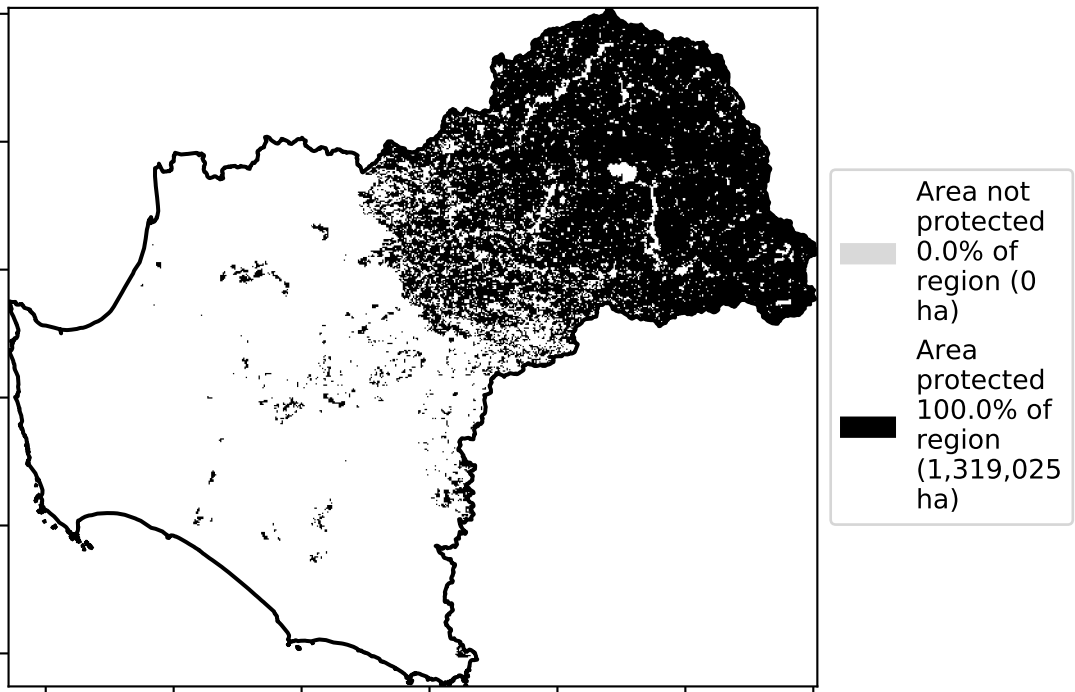 Area not
protected
0.0% of
region (0
ha)
Area
protected
100.0% of
region
(1,319,025
ha)